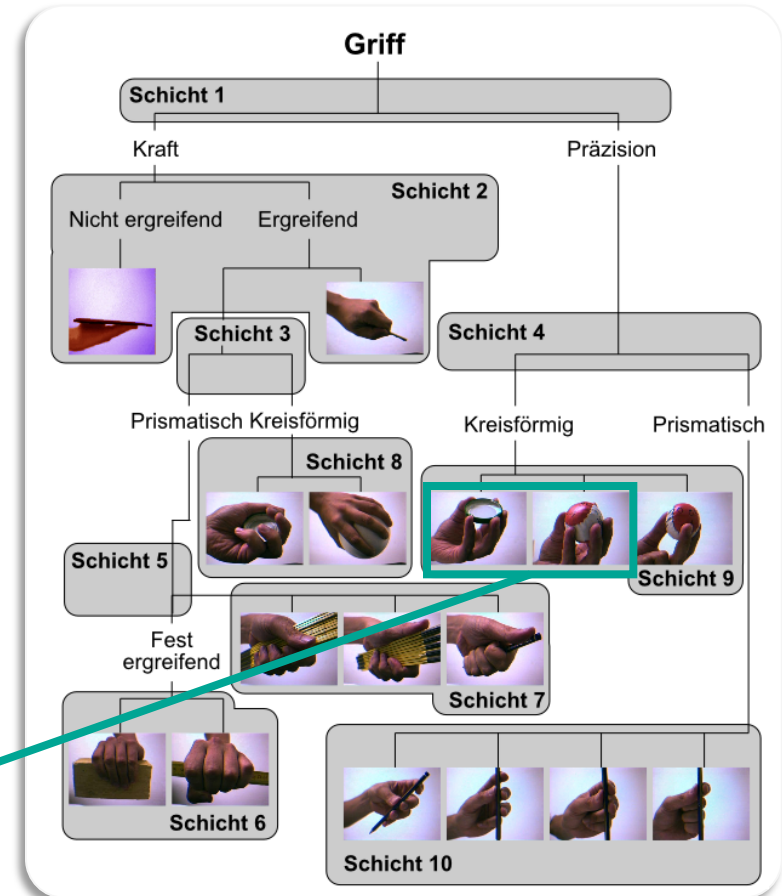 Griff
Schicht 1
Kraft
Präzision
Schicht 2
Nicht ergreifend
Ergreifend
Schicht 3
Schicht 4
Prismatisch
Kreisförmig
Kreisförmig
Prismatisch
Schicht 8
Schicht 5
Schicht 9
Fest
ergreifend
Schicht 7
Schicht 6
Schicht 10